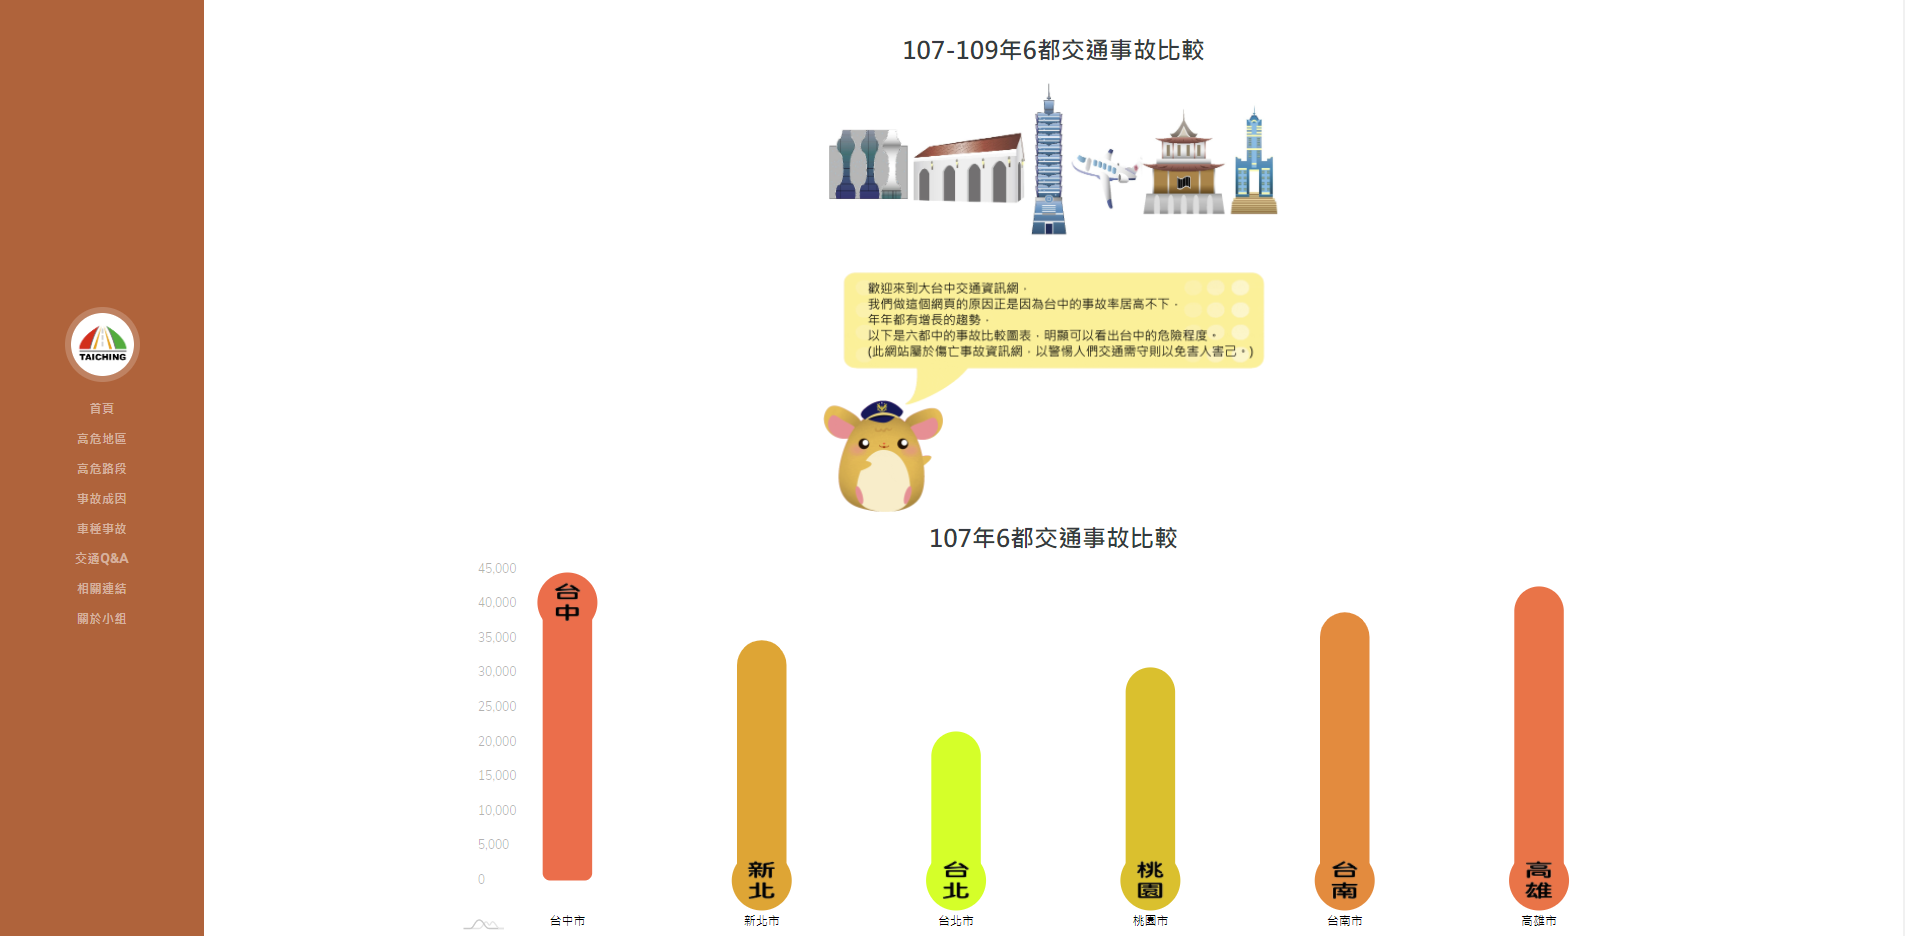 107-109年6都交通事故比較
歡迎來到大台中交通資訊網，
我們做這個網頁的原因正是因為台中的事故率居高不下，
年年都有增長的趨勢，
以下是六都中的事故比較圖表，明顯可以看出台中的危險程度。
(此網站屬於傷亡事故資訊網，以警惕人們交通需守則以免害人害己。)
TAICHING
首頁
高危地區
高危路段
事故成因
車種事故
交通Q&A
相關連結
關於小組
107年6都交通事故比較
45,000
40,000
35,000
30,000
25,000
20,000
15,000
10,000
5,000
0
台中
新北
台北
桃園
台南
高雄
台中市
新北市
台北市
桃園市
台南市
高雄市